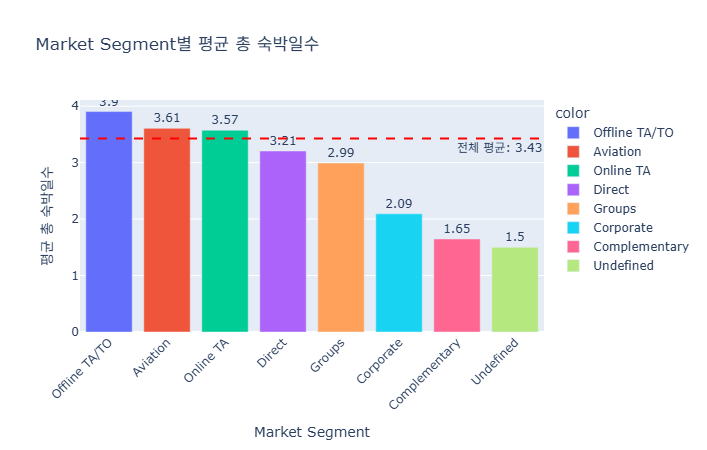 Market Segment별 평균 총 숙박일수
평균 총 숙박일수
4
3
2
1
0
3.9
3.61
3.57
3.21
2.99
2.09
1.65
1.5
전체 평균: 3.43
Offline TA/TO
Aviation
Online TA
Direct
Groups
Corporate
Complementary
Undefined
Market Segment
color
Offline TA/TO
Aviation
Online TA
Direct
Groups
Corporate
Complementary
Undefined